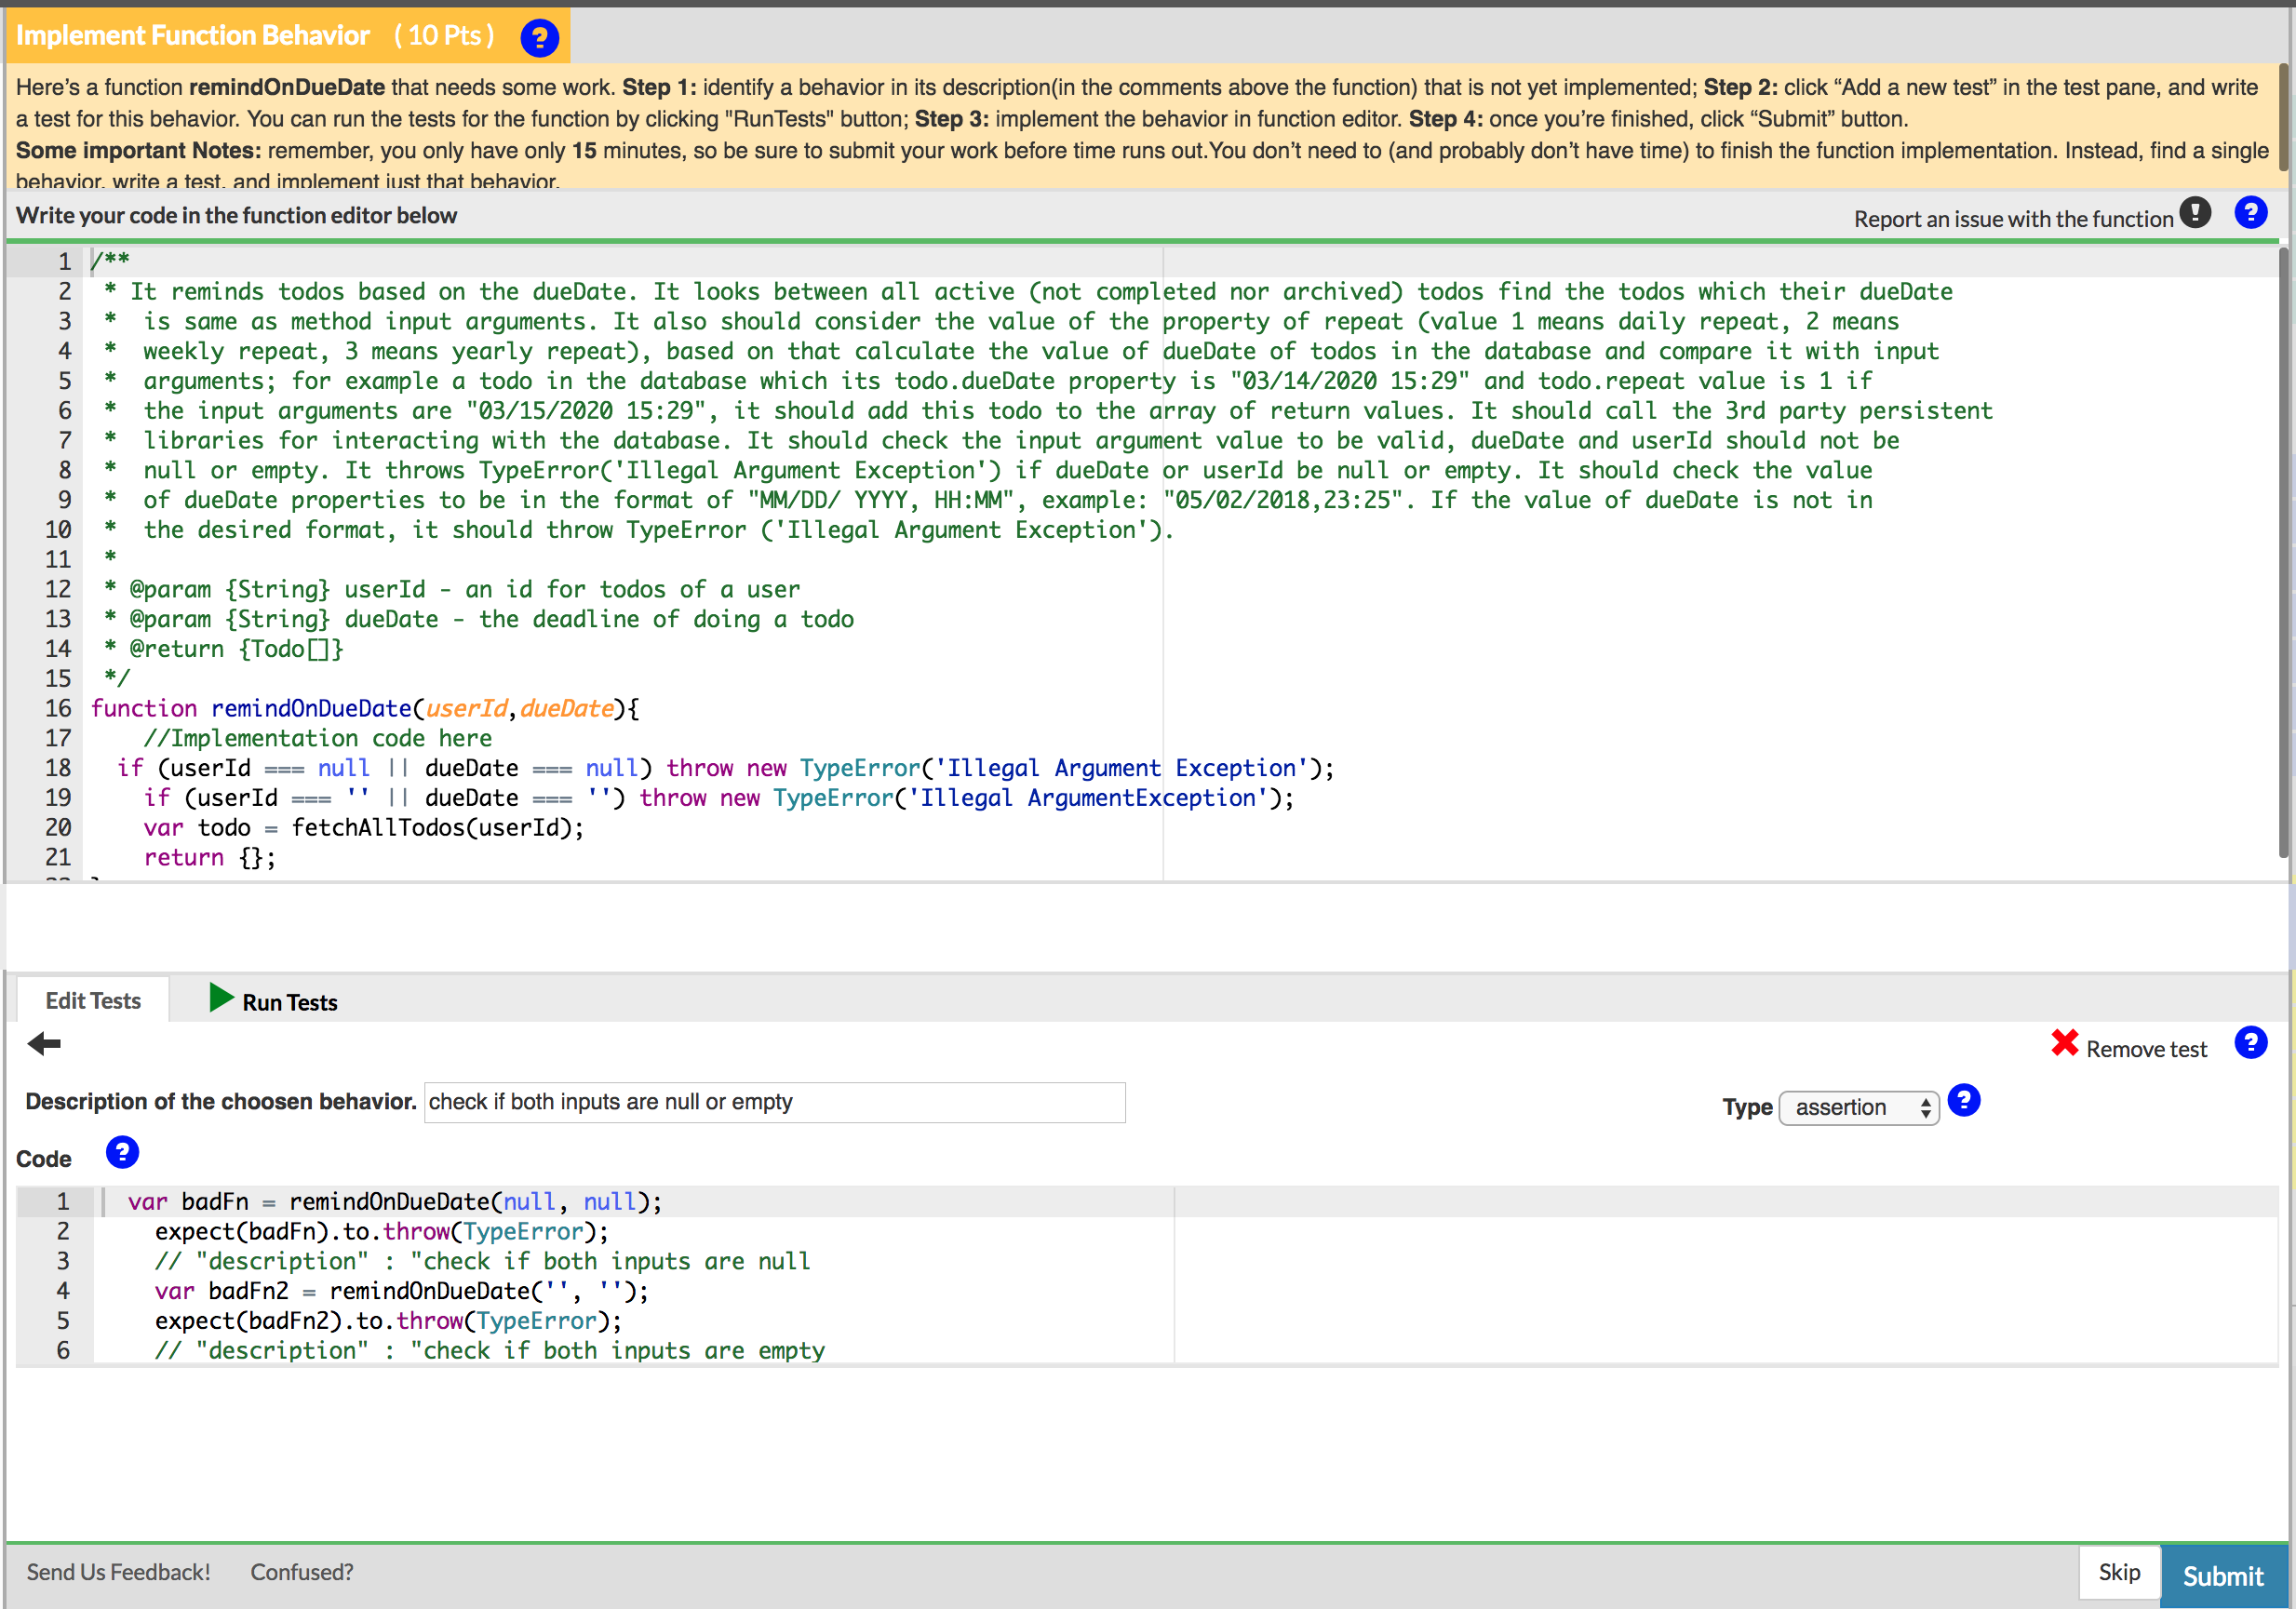 Implement Function Behavior ( 10 Pts ) ?
Here’s a function remindOnDueDate that needs some work. Step 1: identify a behavior in its description(in the comments above the function) that is not yet implemented; Step 2: click “Add a new test” in the test pane, and write
a test for this behavior. You can run the tests for the function by clicking "RunTests" button; Step 3: implement the behavior in function editor. Step 4: once you’re finished, click “Submit” button.
Some important Notes: remember, you only have only 15 minutes, so be sure to submit your work before time runs out.You don’t need to (and probably don’t have time) to finish the function implementation. Instead, find a single
behavior, write a test, and implement just that behavior.
Write your code in the function editor below
Report an issue with the function ! ?
1 /**
2 * It reminds todos based on the dueDate. It looks between all active (not completed nor archived) todos find the todos which their dueDate
3 * is same as method input arguments. It also should consider the value of the property of repeat (value 1 means daily repeat, 2 means
4 * weekly repeat, 3 means yearly repeat), based on that calculate the value of dueDate of todos in the database and compare it with input
5 * arguments; for example a todo in the database which its todo.dueDate property is "03/14/2020 15:29" and todo.repeat value is 1 if
6 * the input arguments are "03/15/2020 15:29", it should add this todo to the array of return values. It should call the 3rd party persistent
7 * libraries for interacting with the database. It should check the input argument value to be valid, dueDate and userId should not be
8 * null or empty. It throws TypeError('Illegal Argument Exception') if dueDate or userId be null or empty. It should check the value
9 * of dueDate properties to be in the format of "MM/DD/ YYYY, HH:MM", example: "05/02/2018,23:25". If the value of dueDate is not in
10 * the desired format, it should throw TypeError ('Illegal Argument Exception').
11 *
12 * @param {String} userId - an id for todos of a user
13 * @param {String} dueDate - the deadline of doing a todo
14 * @return {Todo[]}
15 */
16 function remindOnDueDate(userId,dueDate){
17 //Implementation code here
18 if (userId === null || dueDate === null) throw new TypeError('Illegal Argument Exception');
19 if (userId === '' || dueDate === '') throw new TypeError('Illegal ArgumentException');
20 var todo = fetchAllTodos(userId);
21 return {};
Edit Tests Run Tests
Remove test ?
Description of the choosen behavior. check if both inputs are null or empty
Type assertion ?
Code ?
1 var badFn = remindOnDueDate(null, null);
2 expect(badFn).to.throw(TypeError);
3 // "description" : "check if both inputs are null
4 var badFn2 = remindOnDueDate('', '');
5 expect(badFn2).to.throw(TypeError);
6 // "description" : "check if both inputs are empty
Send Us Feedback! Confused?
Skip Submit